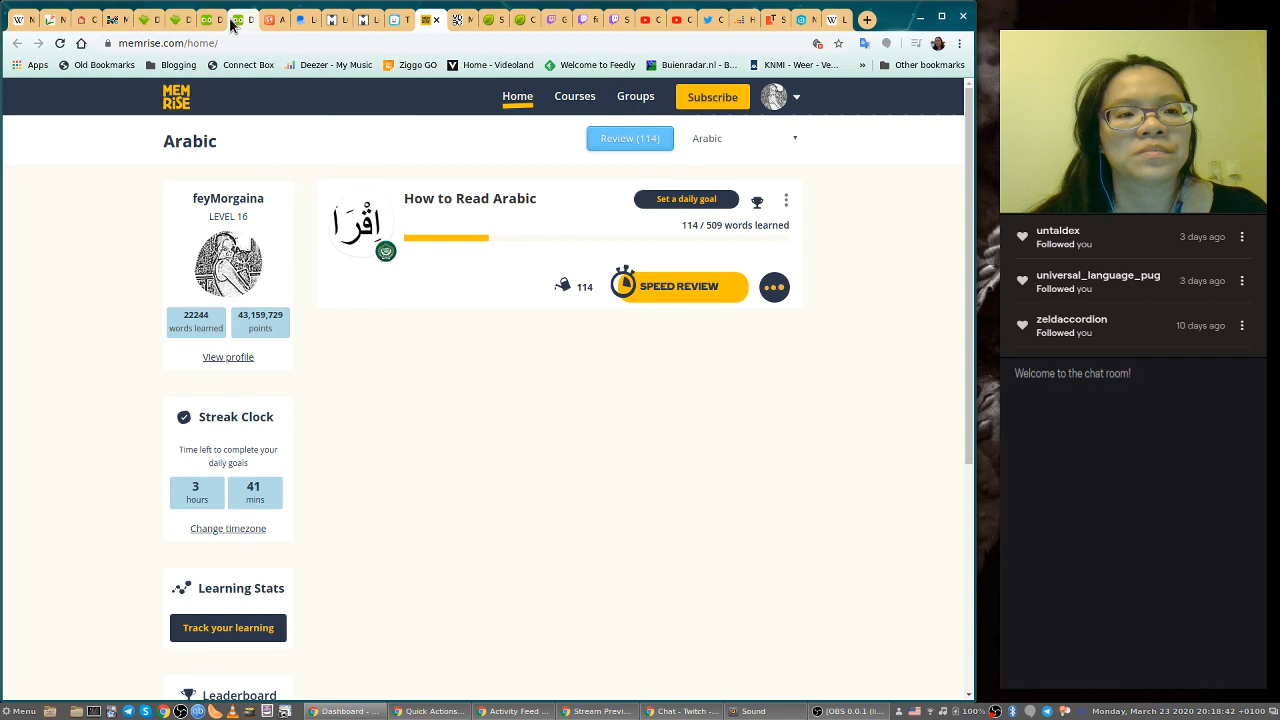 memrise.com/home
Apps Old Bookmarks Blogging Connect Box Deezer - My Music Ziggo GO Home - Videoland Welcome to Feedly Buienradar.nl - B... KNMI - Weer - Ve... » Other bookmarks
MEM RiSE
Home Courses Groups Subscribe
Arabic
Review (114)
Arabic
feyMorgaina
LEVEL 16
22244 words learned
43,159,729 points
View profile
How to Read Arabic
Set a daily goal
114 / 509 words learned
114
SPEED REVIEW
Streak Clock
Time left to complete your
daily goals
3 hours
41 mins
Change timezone
Learning Stats
Track your learning
Leaderboard
untaldex
Followed you
3 days ago
universal_language_pug
Followed you
3 days ago
zeldaccordion
Followed you
10 days ago
Welcome to the chat room!
Menu Dashboard - ... Quick Actions... Activity Feed ... Stream Previ... Chat - Twitch -... Sound [OBS 0.0.1 (li... 100% Monday, March 23 2020 20:18:42 +0100